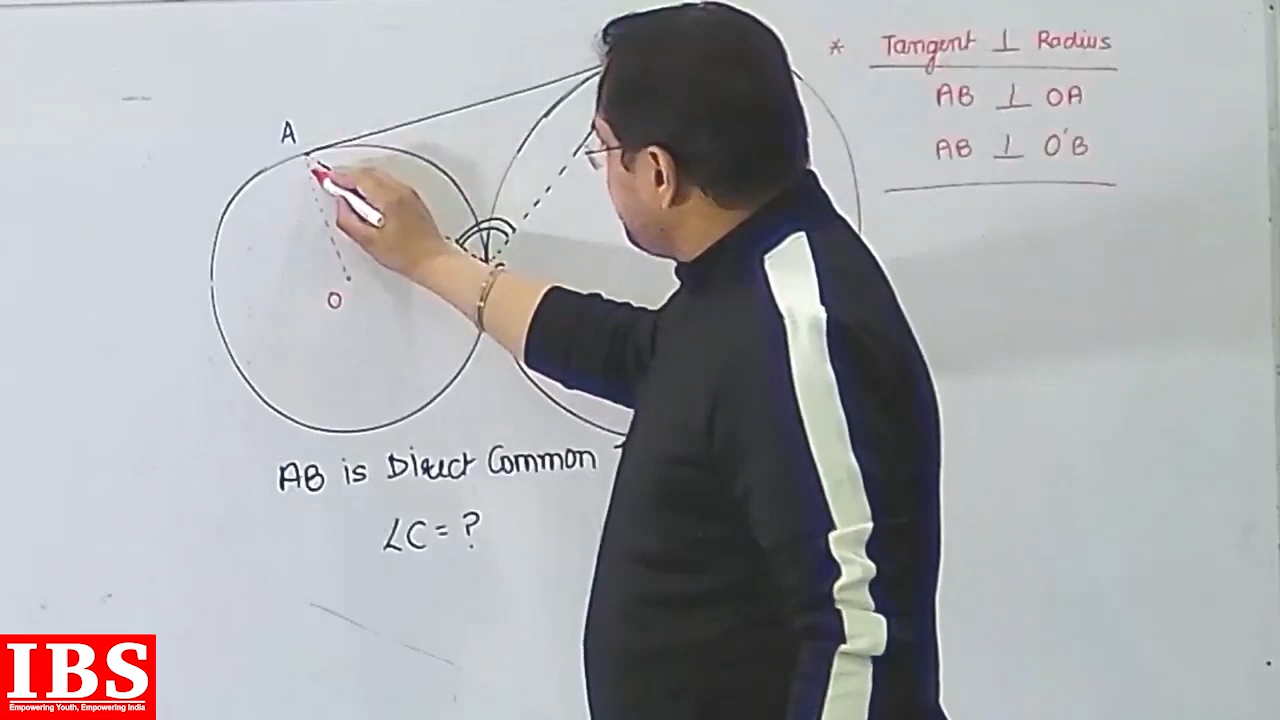 * Tangent ⊥ Radius
AB ⊥ OA
AB ⊥ O'B
A
O
AB is Direct Common
∠C = ?
IBS
Empowering Youth, Empowering India